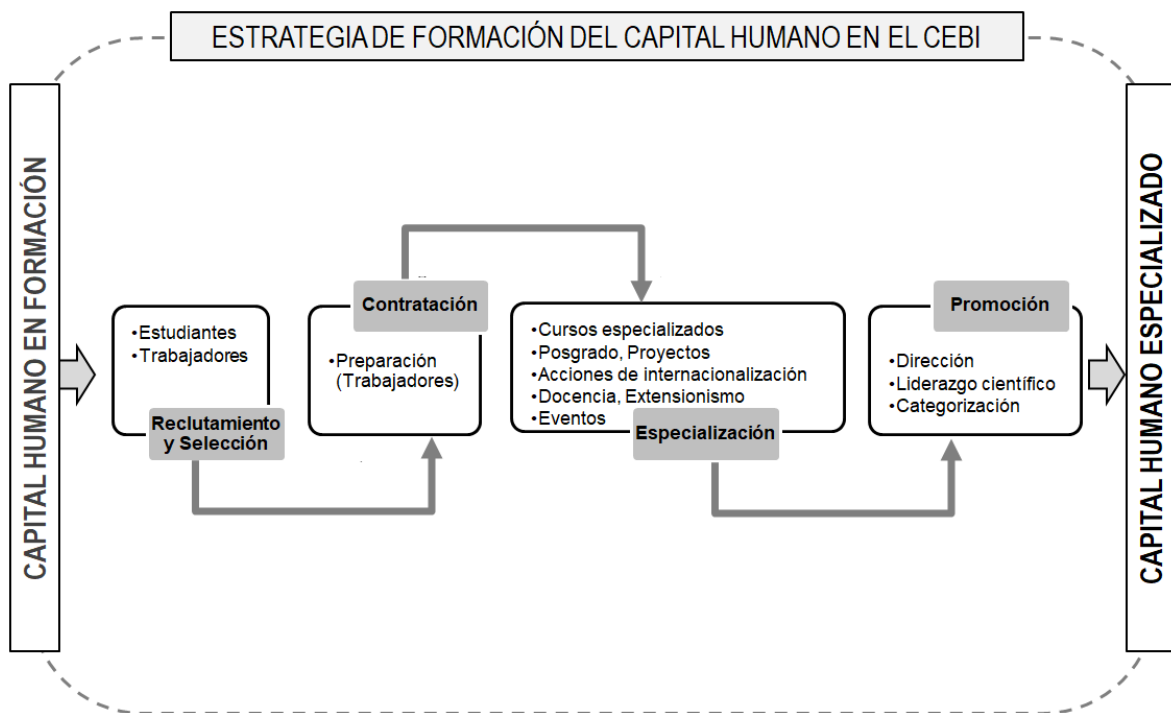 ESTRATEGIA DE FORMACIÓN DEL CAPITAL HUMANO EN EL CEBI
CAPITAL HUMANO EN FORMACIÓN
•Estudiantes
•Trabajadores
Reclutamiento
y Selección
Contratación
•Preparación
(Trabajadores)
•Cursos especializados
•Posgrado, Proyectos
•Acciones de internacionalización
•Docencia, Extensionismo
•Eventos
Especialización
Promoción
•Dirección
•Liderazgo científico
•Categorización
CAPITAL HUMANO ESPECIALIZADO